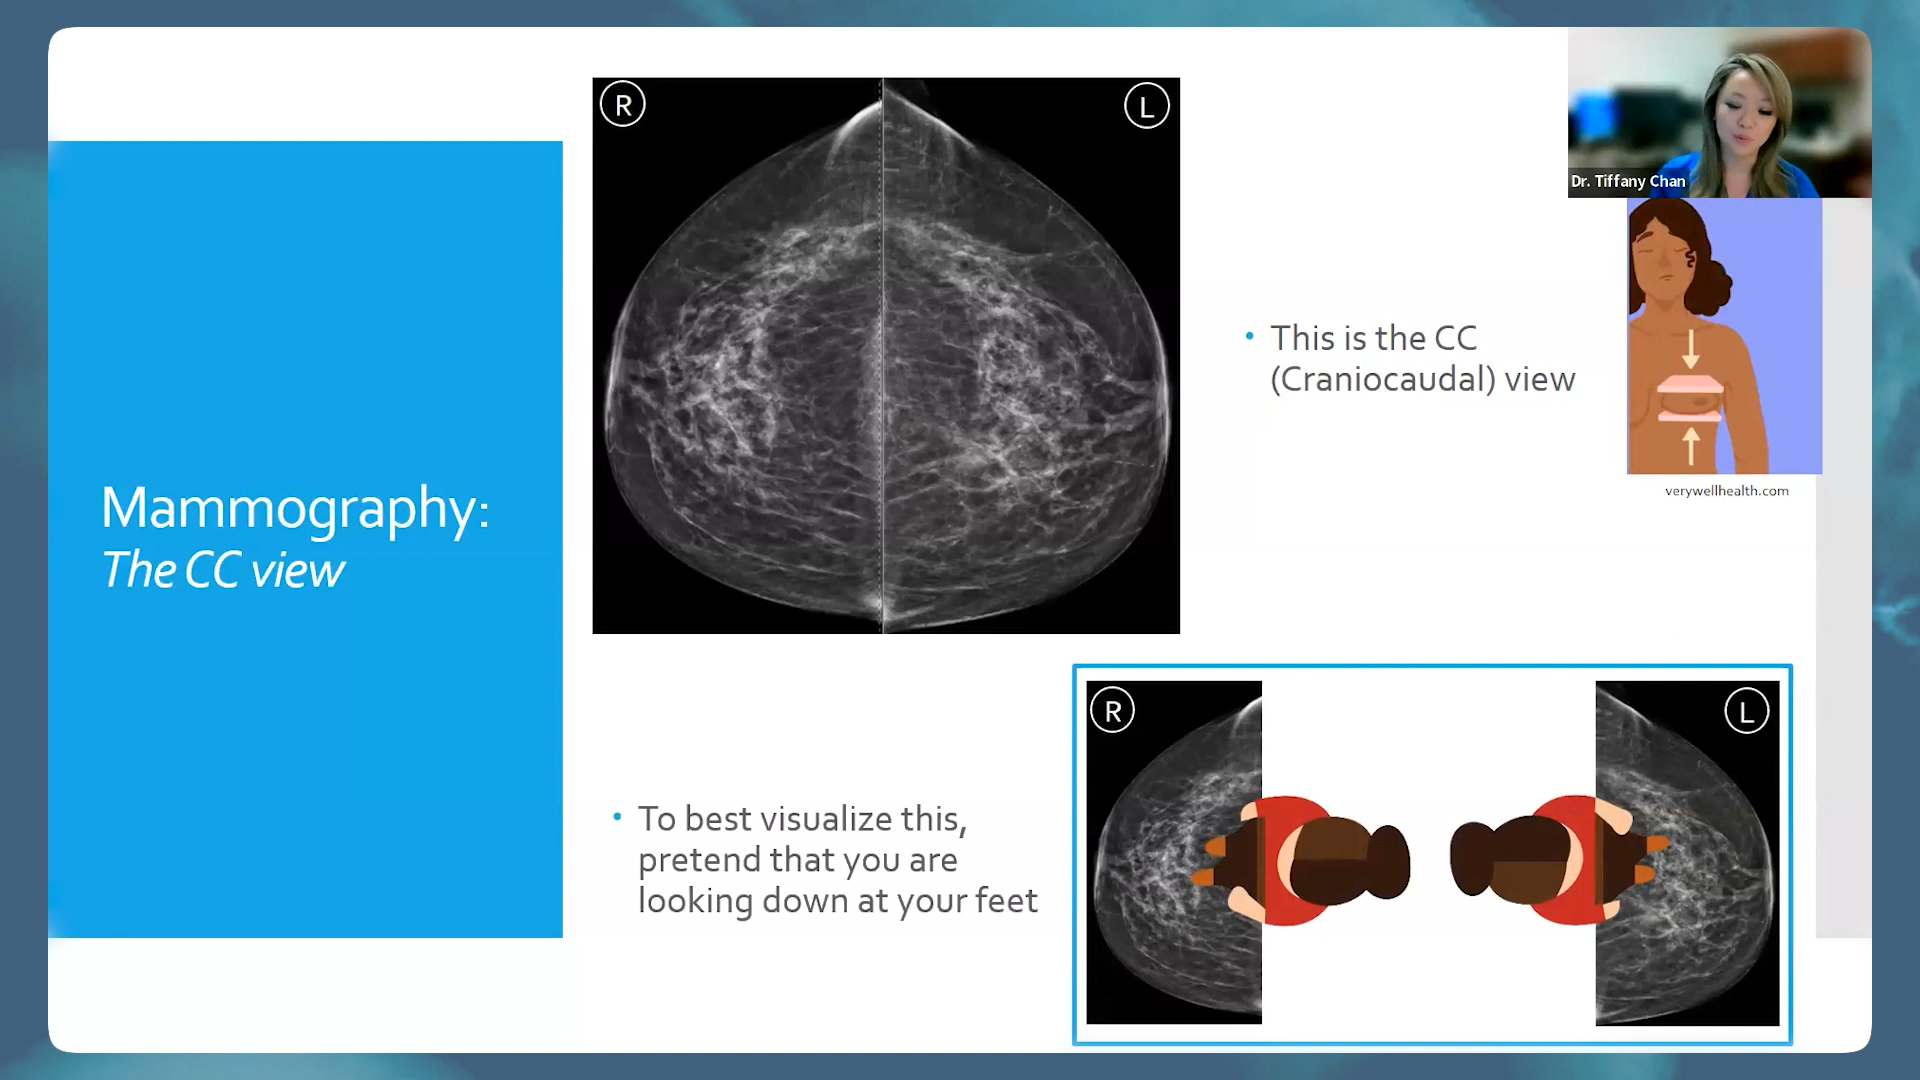 R
L
Dr. Tiffany Chan
Mammography:
The CC view
• This is the CC
(Craniocaudal) view
verywellhealth.com
• To best visualize this,
pretend that you are
looking down at your feet
R
L